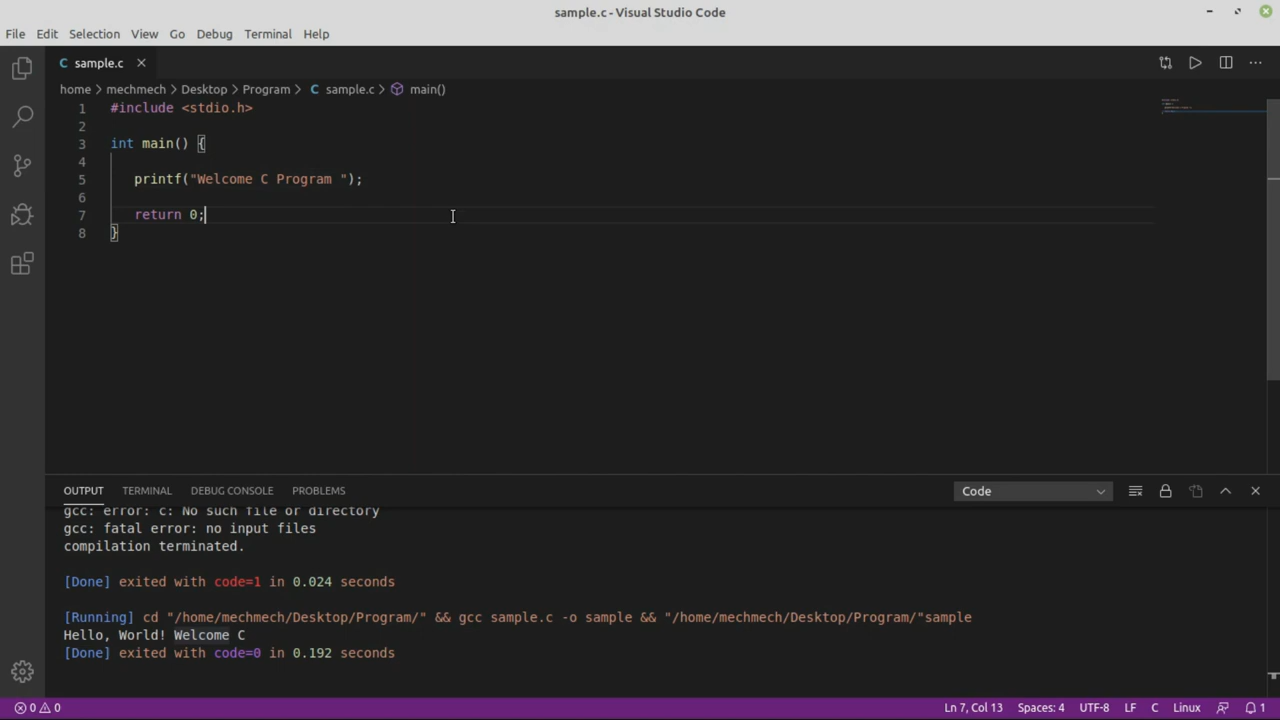 sample.c - Visual Studio Code
File Edit Selection View Go Debug Terminal Help
C sample.c
home > mechmech > Desktop > Program > C sample.c > main()
1 #include <stdio.h>
2
3 int main() {
4
5 printf("Welcome C Program ");
6
7 return 0;
8 }
OUTPUT TERMINAL DEBUG CONSOLE PROBLEMS Code
gcc: error: c: No such file or directory
gcc: fatal error: no input files
compilation terminated.
[Done] exited with code=1 in 0.024 seconds
[Running] cd "/home/mechmech/Desktop/Program/" && gcc sample.c -o sample && "/home/mechmech/Desktop/Program/"sample
Hello, World! Welcome C
[Done] exited with code=0 in 0.192 seconds
0 0 Ln 7, Col 13 Spaces: 4 UTF-8 LF C Linux 1